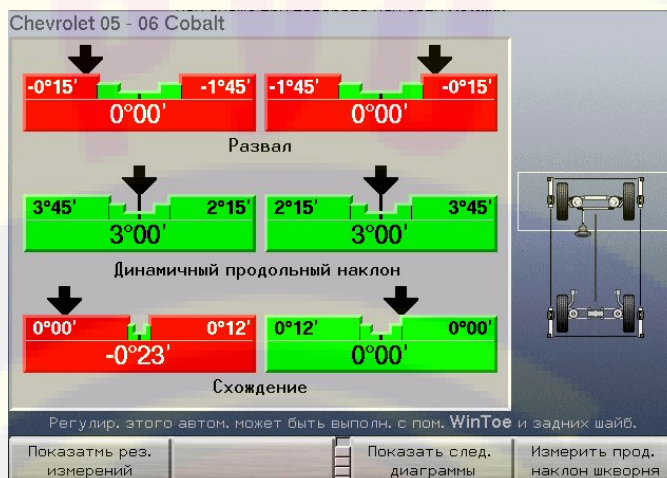 Chevrolet 05 - 06 Cobalt
-0°15' -1°45' -1°45' -0°15'
0°00' 0°00'
Развал
3°45' 2°15' 2°15' 3°45'
3°00' 3°00'
Динамичный продольный наклон
0°00' 0°12' 0°12' 0°00'
-0°23' 0°00'
Схождение
Регулир. этого автом. может быть выполн. с пом. WinToe и задних шайб.
Показатмь рез. Показать след. Измерить прод.
измерений диаграммы наклон шкворня